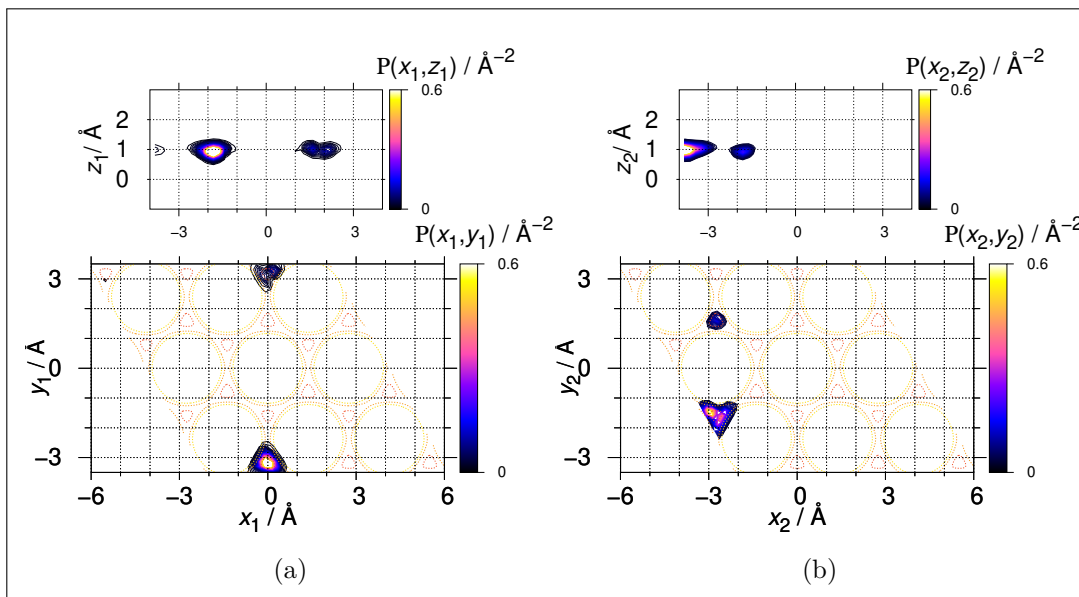 P(x₁,z₁) / Å⁻²
0.6
0
2
1
0
z₁/ Å
−3 0 3
P(x₁,y₁) / Å⁻²
0.6
0
3
0
−3
y₁ / Å
−6 −3 0 3 6
x₁ / Å
(a)
P(x₂,z₂) / Å⁻²
0.6
0
2
1
0
z₂/ Å
−3 0 3
P(x₂,y₂) / Å⁻²
0.6
0
3
0
−3
y₂/ Å
−6 −3 0 3 6
x₂ / Å
(b)